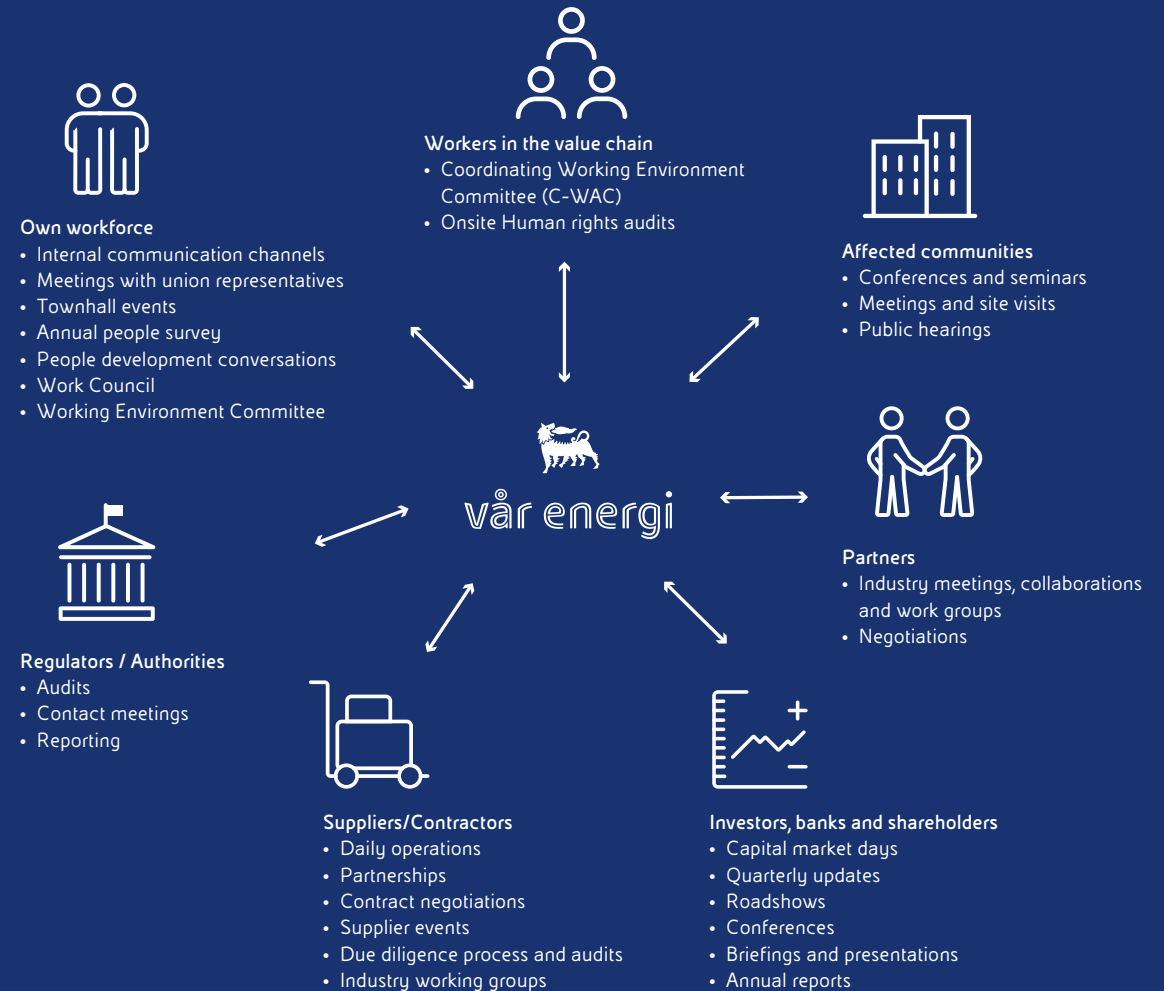 Workers in the value chain
• Coordinating Working Environment
Committee (C-WAC)
• Onsite Human rights audits
Own workforce
• Internal communication channels
• Meetings with union representatives
• Townhall events
• Annual people survey
• People development conversations
• Work Council
• Working Environment Committee
Affected communities
• Conferences and seminars
• Meetings and site visits
• Public hearings
vår energi
Partners
• Industry meetings, collaborations
and work groups
• Negotiations
Regulators / Authorities
• Audits
• Contact meetings
• Reporting
Suppliers/Contractors
• Daily operations
• Partnerships
• Contract negotiations
• Supplier events
• Due diligence process and audits
• Industry working groups
Investors, banks and shareholders
• Capital market days
• Quarterly updates
• Roadshows
• Conferences
• Briefings and presentations
• Annual reports